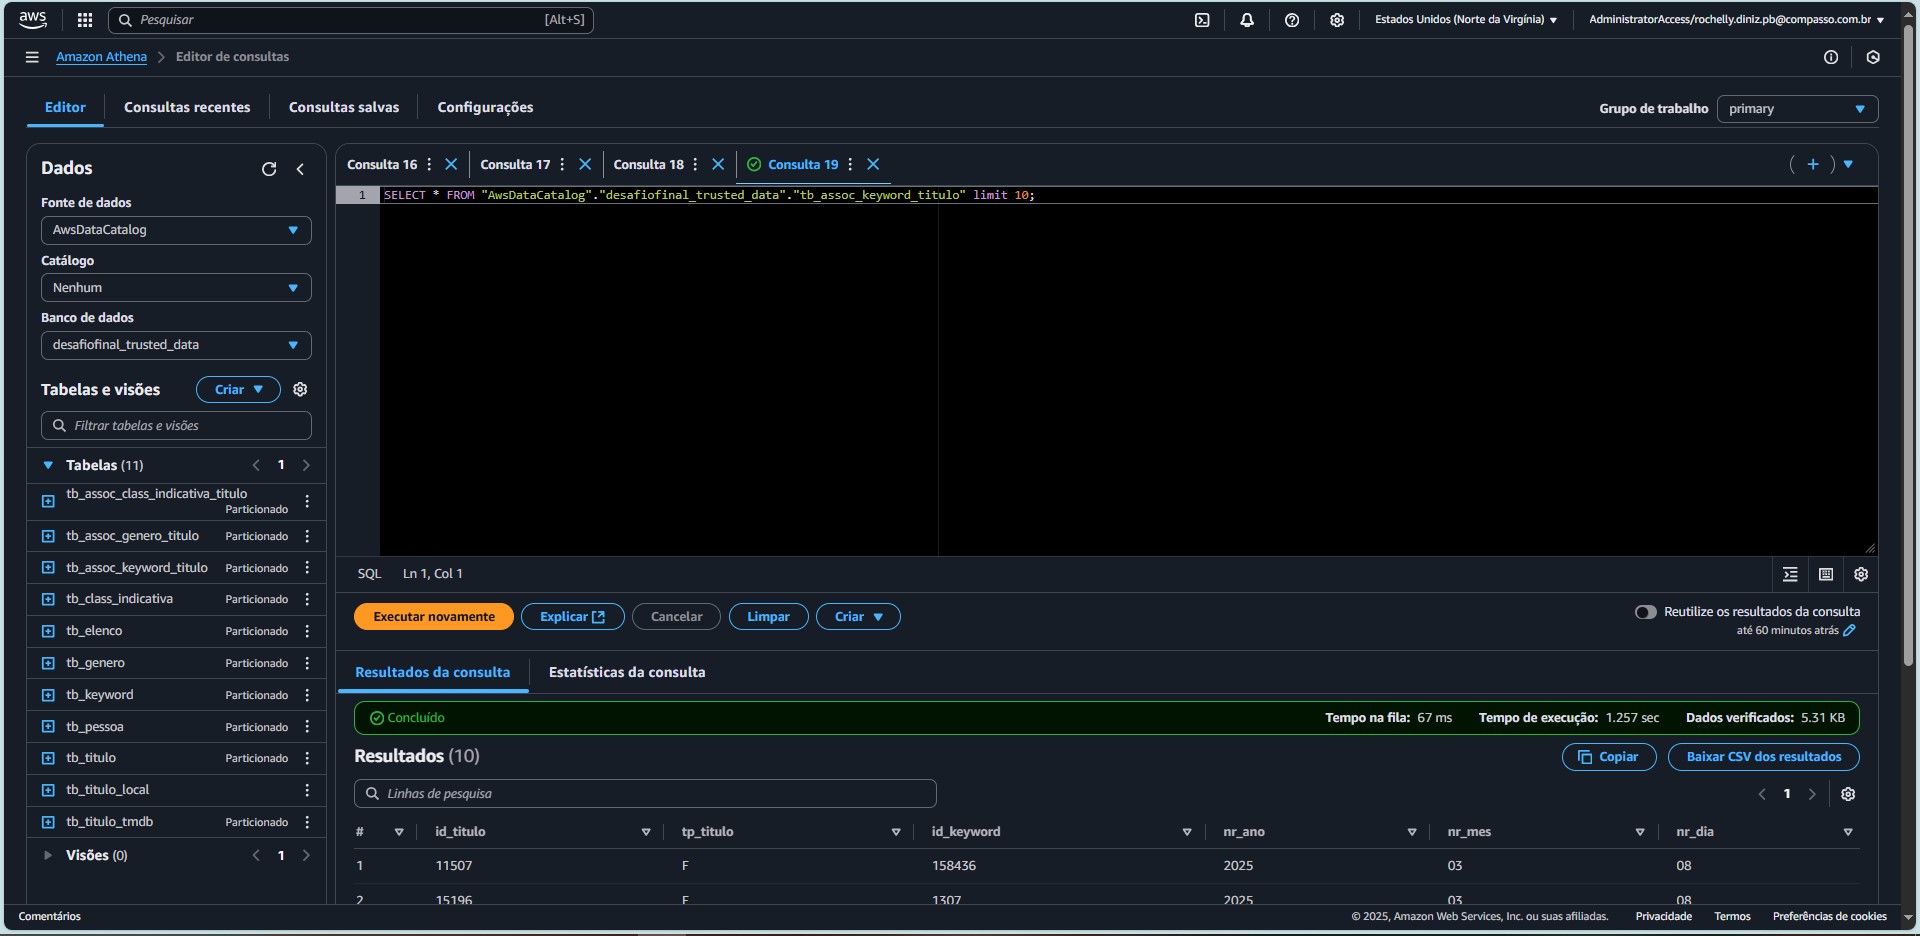 aws Pesquisar [Alt+S] Estados Unidos (Norte da Virgínia) AdministratorAccess/rochelly.diniz.pb@compasso.com.br
Amazon Athena Editor de consultas
Editor Consultas recentes Consultas salvas Configurações Grupo de trabalho primary
Dados
Fonte de dados
AwsDataCatalog
Catálogo
Nenhum
Banco de dados
desafiofinal_trusted_data
Tabelas e visões Criar
Filtrar tabelas e visões
Tabelas (11) 1
tb_assoc_class_indicativa_titulo
Particionado
tb_assoc_genero_titulo Particionado
tb_assoc_keyword_titulo Particionado
tb_class_indicativa Particionado
tb_elenco Particionado
tb_genero Particionado
tb_keyword Particionado
tb_pessoa Particionado
tb_titulo Particionado
tb_titulo_local
tb_titulo_tmdb Particionado
Visões (0) 1
Consulta 16 Consulta 17 Consulta 18 Consulta 19
1 SELECT * FROM "AwsDataCatalog"."desafiofinal_trusted_data"."tb_assoc_keyword_titulo" limit 10;
SQL Ln 1, Col 1
Executar novamente Explicar Cancelar Limpar Criar
Reutilize os resultados da consulta
até 60 minutos atrás
Resultados da consulta Estatísticas da consulta
Concluído Tempo na fila: 67 ms Tempo de execução: 1.257 sec Dados verificados: 5.31 KB
Resultados (10) Copiar Baixar CSV dos resultados
Linhas de pesquisa 1
# id_titulo tp_titulo id_keyword nr_ano nr_mes nr_dia
1 11507 F 158436 2025 03 08
2 15196 F 1307 2025 03 08
Comentários © 2025, Amazon Web Services, Inc. ou suas afiliadas. Privacidade Termos Preferências de cookies